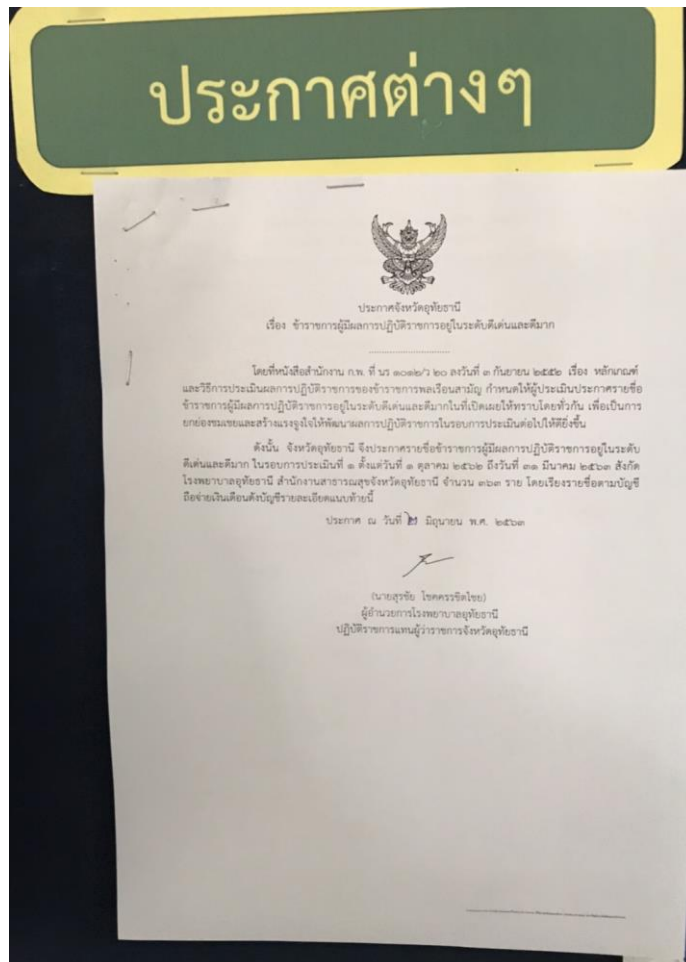 ประกาศต่างๆ
ประกาศจังหวัดอุทัยธานี
เรื่อง ข้าราชการผู้มีผลการปฏิบัติราชการอยู่ในระดับดีเด่นและดีมาก
โดยที่หนังสือสำนักงาน ก.พ. ที่ นร ๑๐๑๒/ว ๒๐ ลงวันที่ ๓ กันยายน ๒๕๕๒ เรื่อง หลักเกณฑ์
และวิธีการประเมินผลการปฏิบัติราชการของข้าราชการพลเรือนสามัญ กำหนดให้ผู้ประเมินประกาศรายชื่อ
ข้าราชการผู้มีผลการปฏิบัติราชการอยู่ในระดับดีเด่นและดีมากในที่เปิดเผยให้ทราบโดยทั่วกัน เพื่อเป็นการ
ยกย่องชมเชยและสร้างแรงจูงใจให้พัฒนาผลการปฏิบัติราชการในรอบการประเมินต่อไปให้ดียิ่งขึ้น
ดังนั้น จังหวัดอุทัยธานี จึงประกาศรายชื่อข้าราชการผู้มีผลการปฏิบัติราชการอยู่ในระดับ
ดีเด่นและดีมาก ในรอบการประเมินที่ ๑ ตั้งแต่วันที่ ๑ ตุลาคม ๒๕๖๒ ถึงวันที่ ๓๑ มีนาคม ๒๕๖๓ สังกัด
โรงพยาบาลอุทัยธานี สำนักงานสาธารณสุขจังหวัดอุทัยธานี จำนวน ๓๖๓ ราย โดยเรียงรายชื่อตามบัญชี
ถือจ่ายเงินเดือนดังบัญชีรายละเอียดแนบท้ายนี้
ประกาศ ณ วันที่ ๒ มิถุนายน พ.ศ. ๒๕๖๓
(นายสุรชัย โชคครรชิตไชย)
ผู้อำนวยการโรงพยาบาลอุทัยธานี
ปฏิบัติราชการแทนผู้ว่าราชการจังหวัดอุทัยธานี